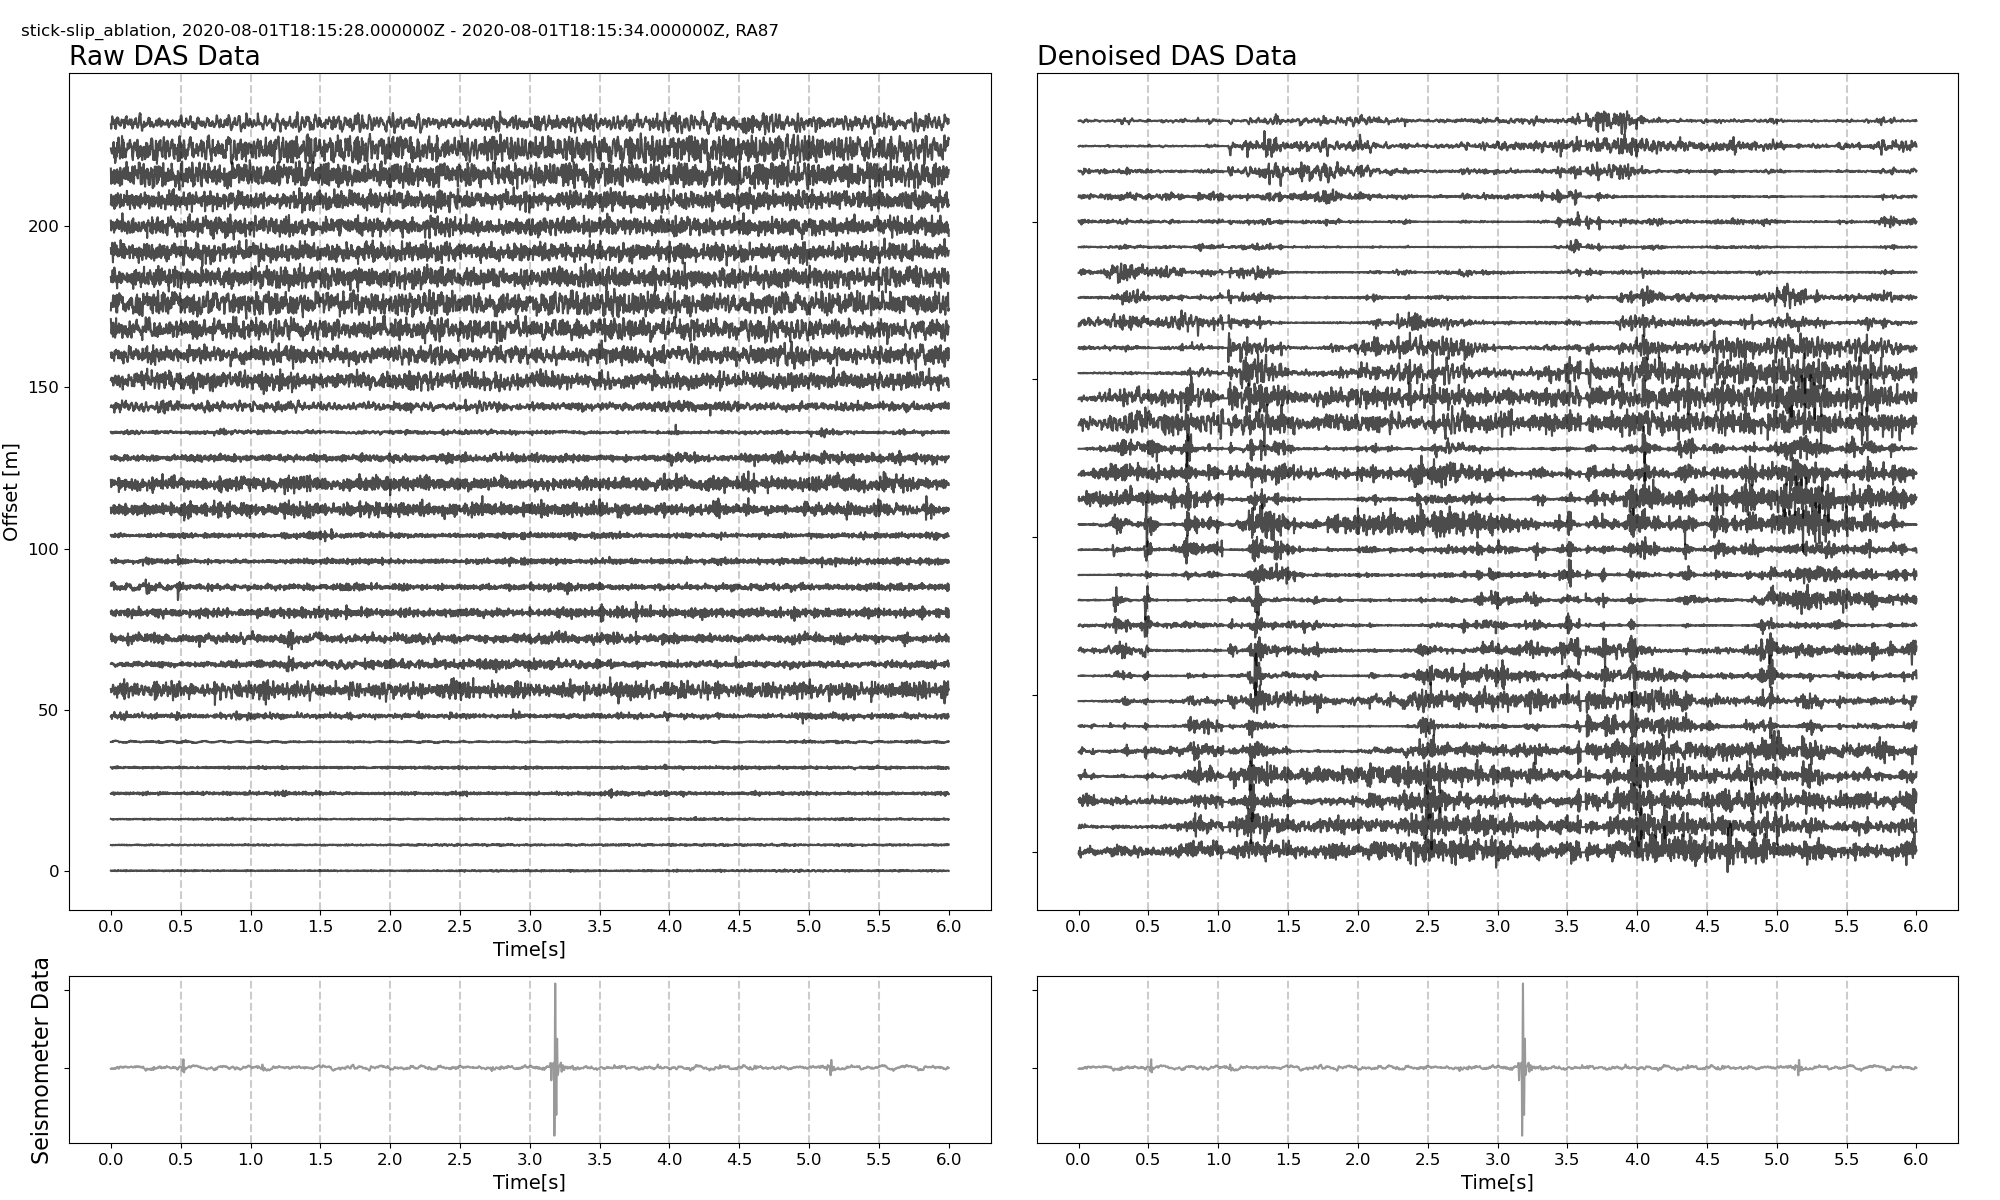 stick-slip_ablation, 2020-08-01T18:15:28.000000Z - 2020-08-01T18:15:34.000000Z, RA87
Raw DAS Data
Denoised DAS Data
Offset [m]
200
150
100
50
0
0.0 0.5 1.0 1.5 2.0 2.5 3.0 3.5 4.0 4.5 5.0 5.5 6.0
Time[s]
0.0 0.5 1.0 1.5 2.0 2.5 3.0 3.5 4.0 4.5 5.0 5.5 6.0
Seismometer Data
0.0 0.5 1.0 1.5 2.0 2.5 3.0 3.5 4.0 4.5 5.0 5.5 6.0
Time[s]
0.0 0.5 1.0 1.5 2.0 2.5 3.0 3.5 4.0 4.5 5.0 5.5 6.0
Time[s]